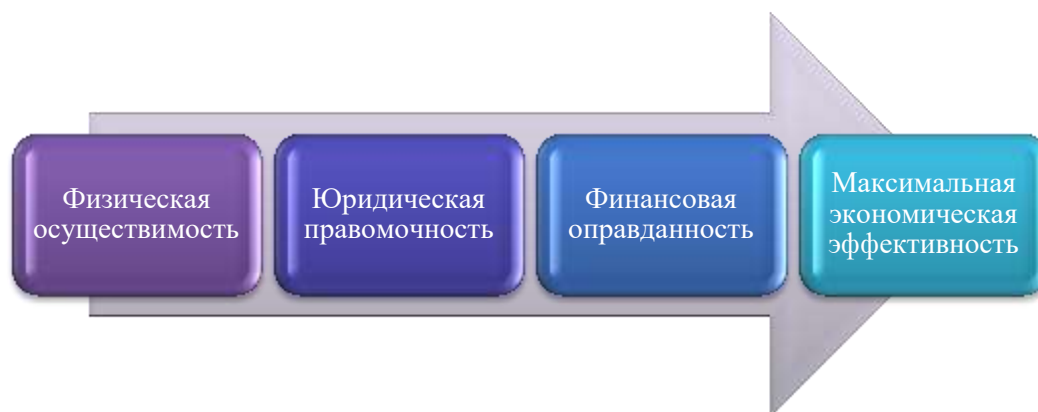 Физическая
осуществимость
Юридическая
правомочность
Финансовая
оправданность
Максимальная
экономическая
эффективность